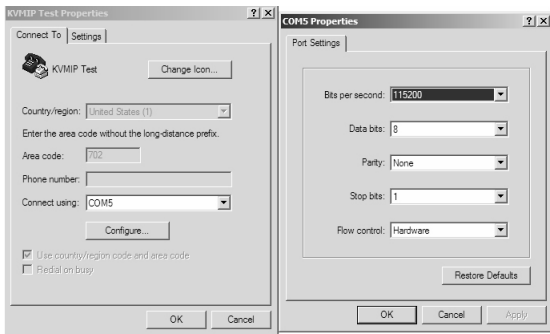 KVMIP Test Properties
Connect To
Settings
KVMIP Test
Change Icon...
Country/region:
United States (1)
Enter the area code without the long-distance prefix.
Area code:
702
Phone number:
Connect using:
COM5
Configure...
Use country/region code and area code
Redial on busy
OK
Cancel
COM5 Properties
Port Settings
Bits per second:
115200
Data bits:
8
Parity:
None
Stop bits:
1
Flow control:
Hardware
Restore Defaults
OK
Cancel
Apply